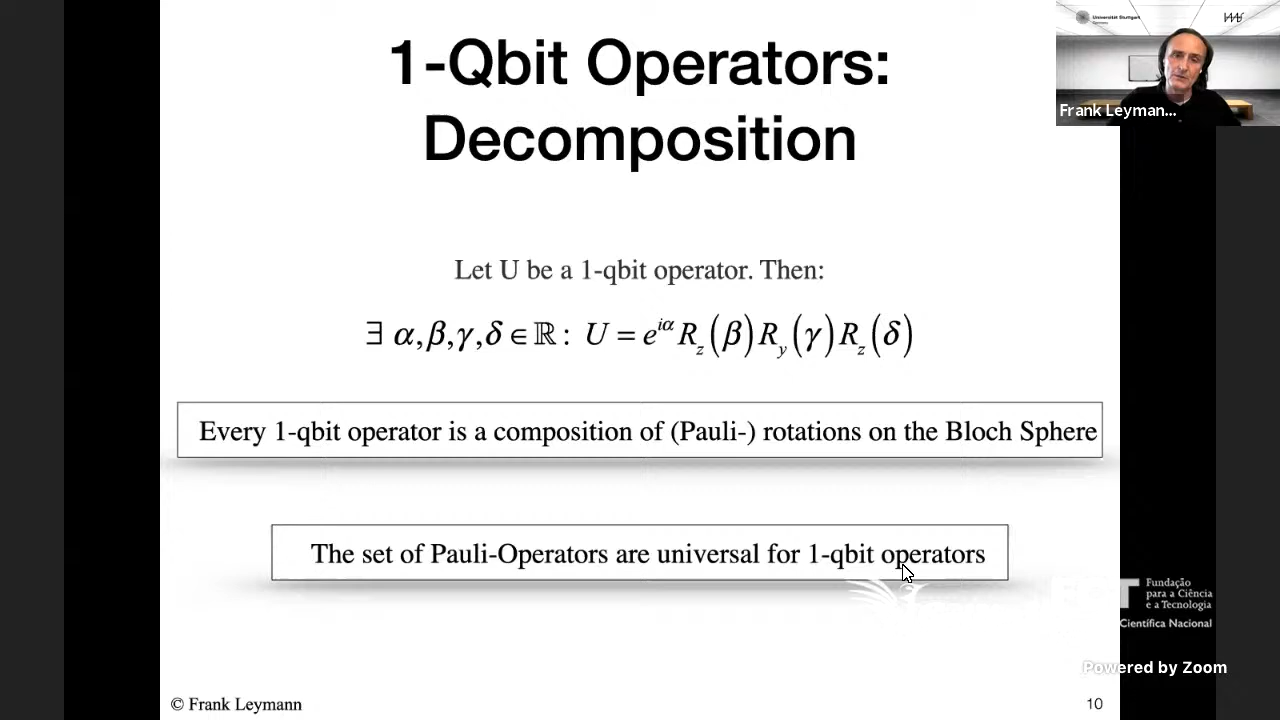 1-Qbit Operators:
Decomposition
Universität Stuttgart
Frank Leyman...
Let U be a 1-qbit operator. Then:
∃ α,β,γ,δ ∈ ℝ : U = e^{iα} R_z(β) R_y(γ) R_z(δ)
Every 1-qbit operator is a composition of (Pauli-) rotations on the Bloch Sphere
The set of Pauli-Operators are universal for 1-qbit operators
Fundação
para a Ciência
e a Tecnologia
Científica Nacional
Powered by Zoom
© Frank Leymann
10